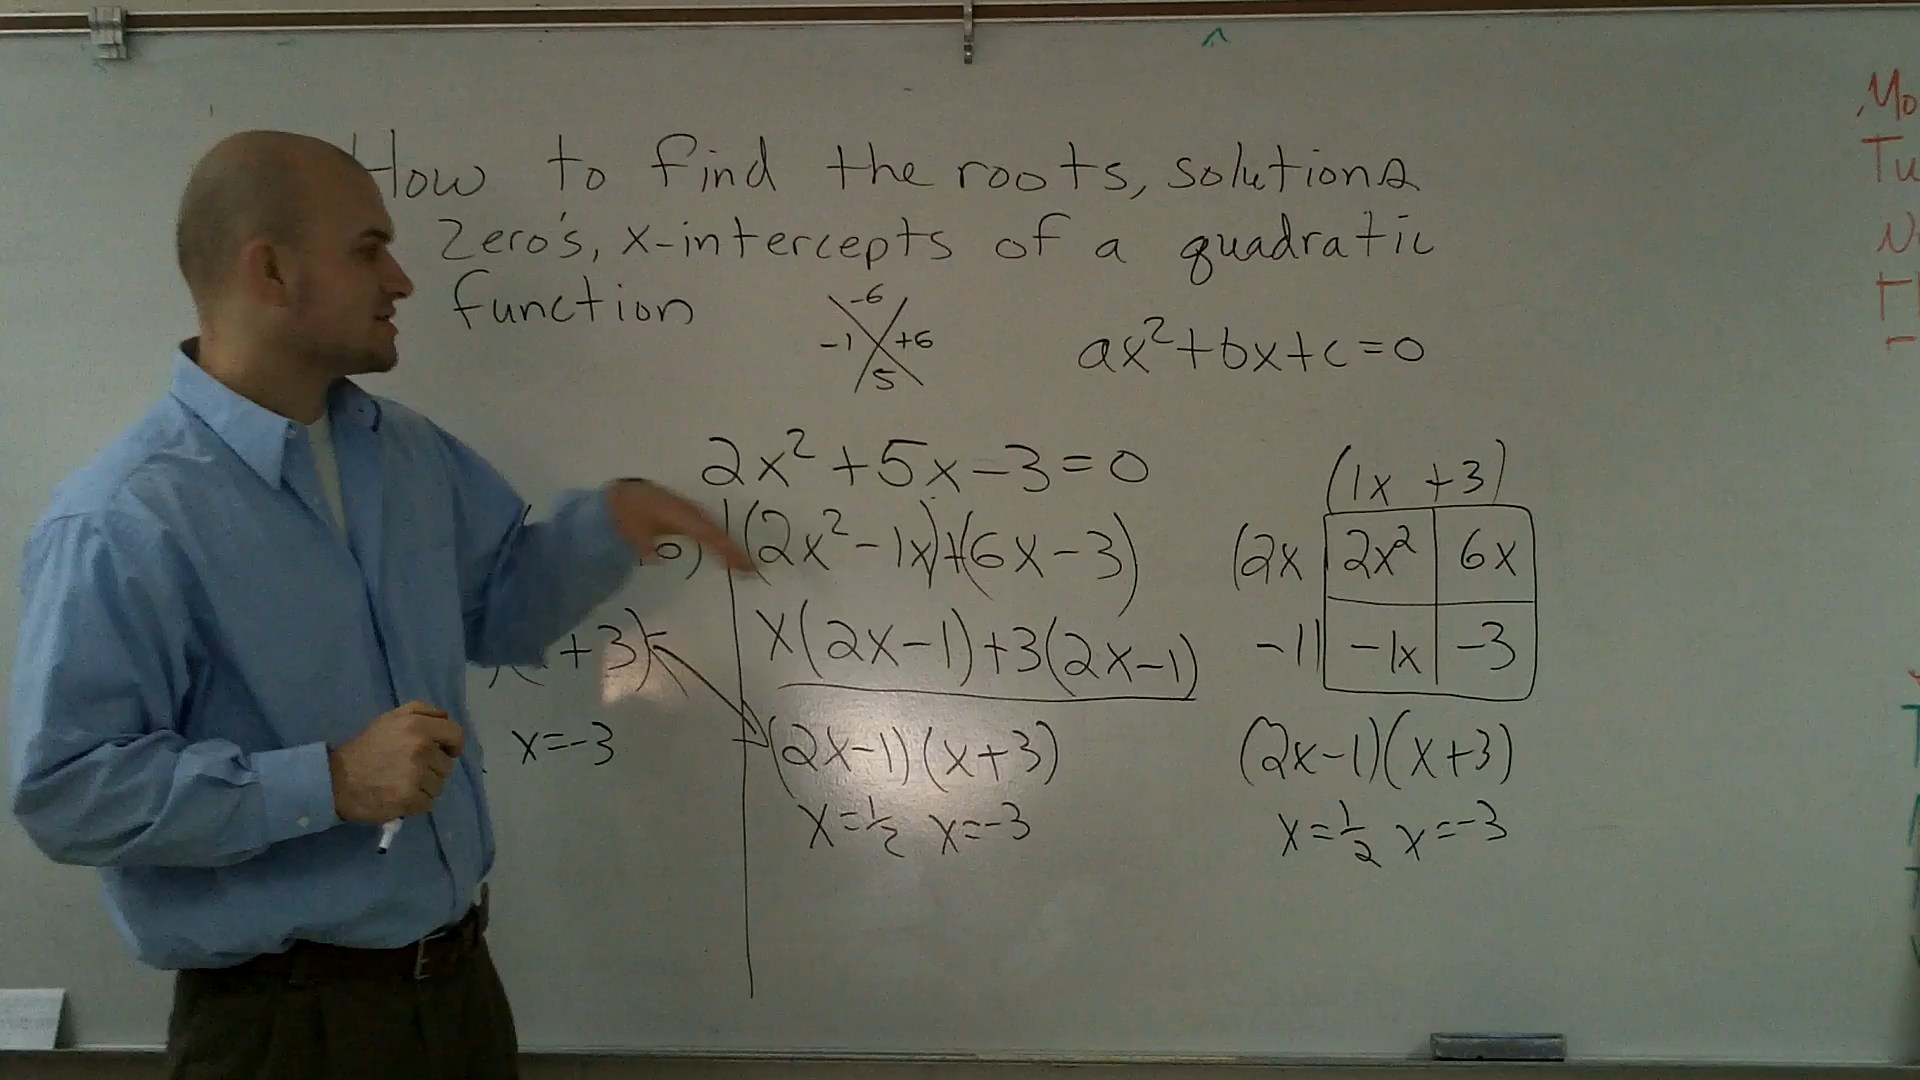 How to find the roots, solutions
Zero's, x-intercepts of a quadratic
function
-6
-1 +6
5
ax²+bx+c=0
2x²+5x-3=0
(2x²-1x)+(6x-3)
x(2x-1)+3(2x-1)
(2x-1)(x+3)
x=1/2 x=-3
+3)
x=-3
(1x +3)
(2x 2x² 6x
-1) -1x -3
(2x-1)(x+3)
x=1/2 x=-3
Mo
Tu